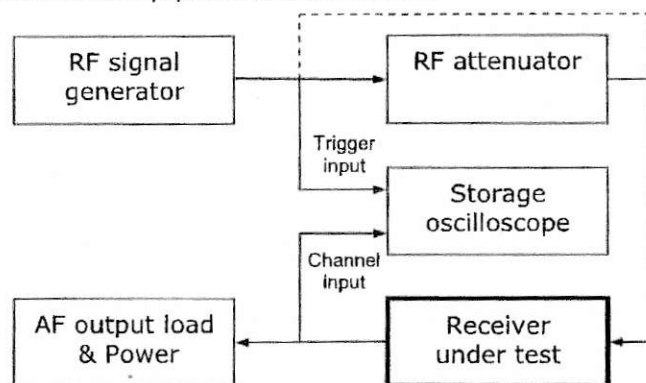 RF signal
generator
RF attenuator
Trigger
input
Storage
oscilloscope
Channel
input
AF output load
& Power
Receiver
under test